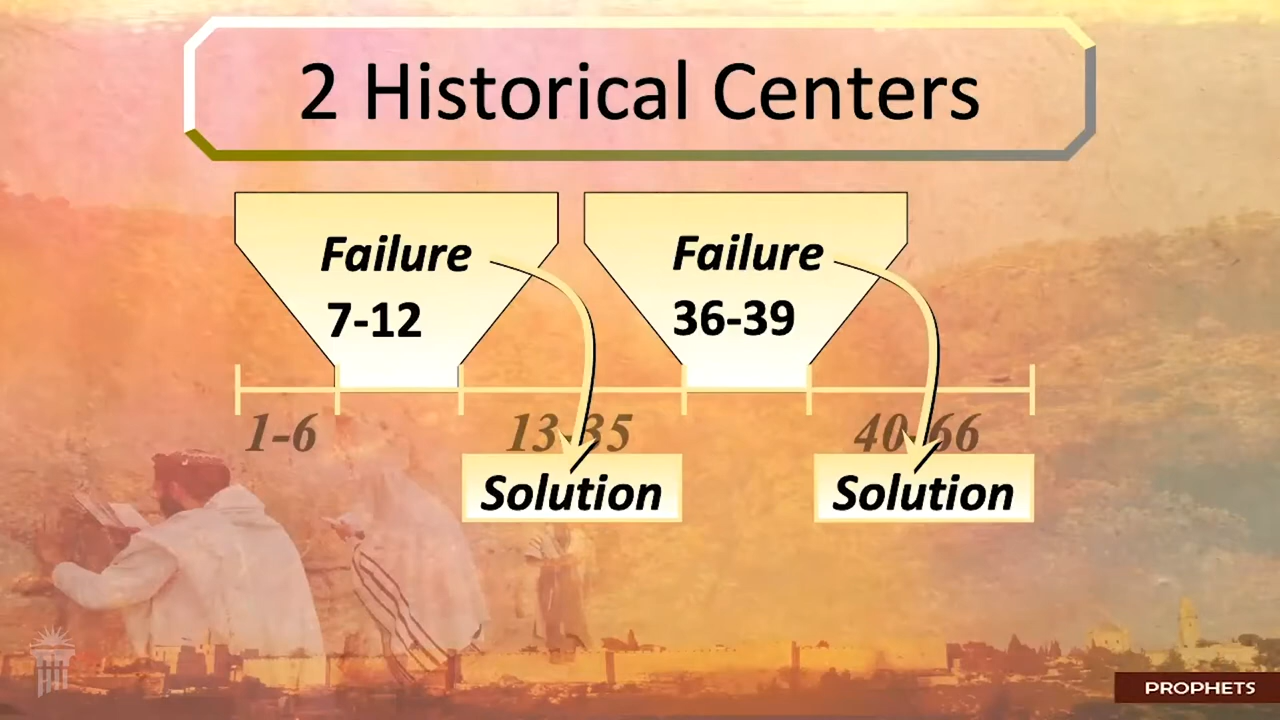 2 Historical Centers
Failure
7-12
Failure
36-39
1-6
13-35
40-66
Solution
Solution
PROPHETS